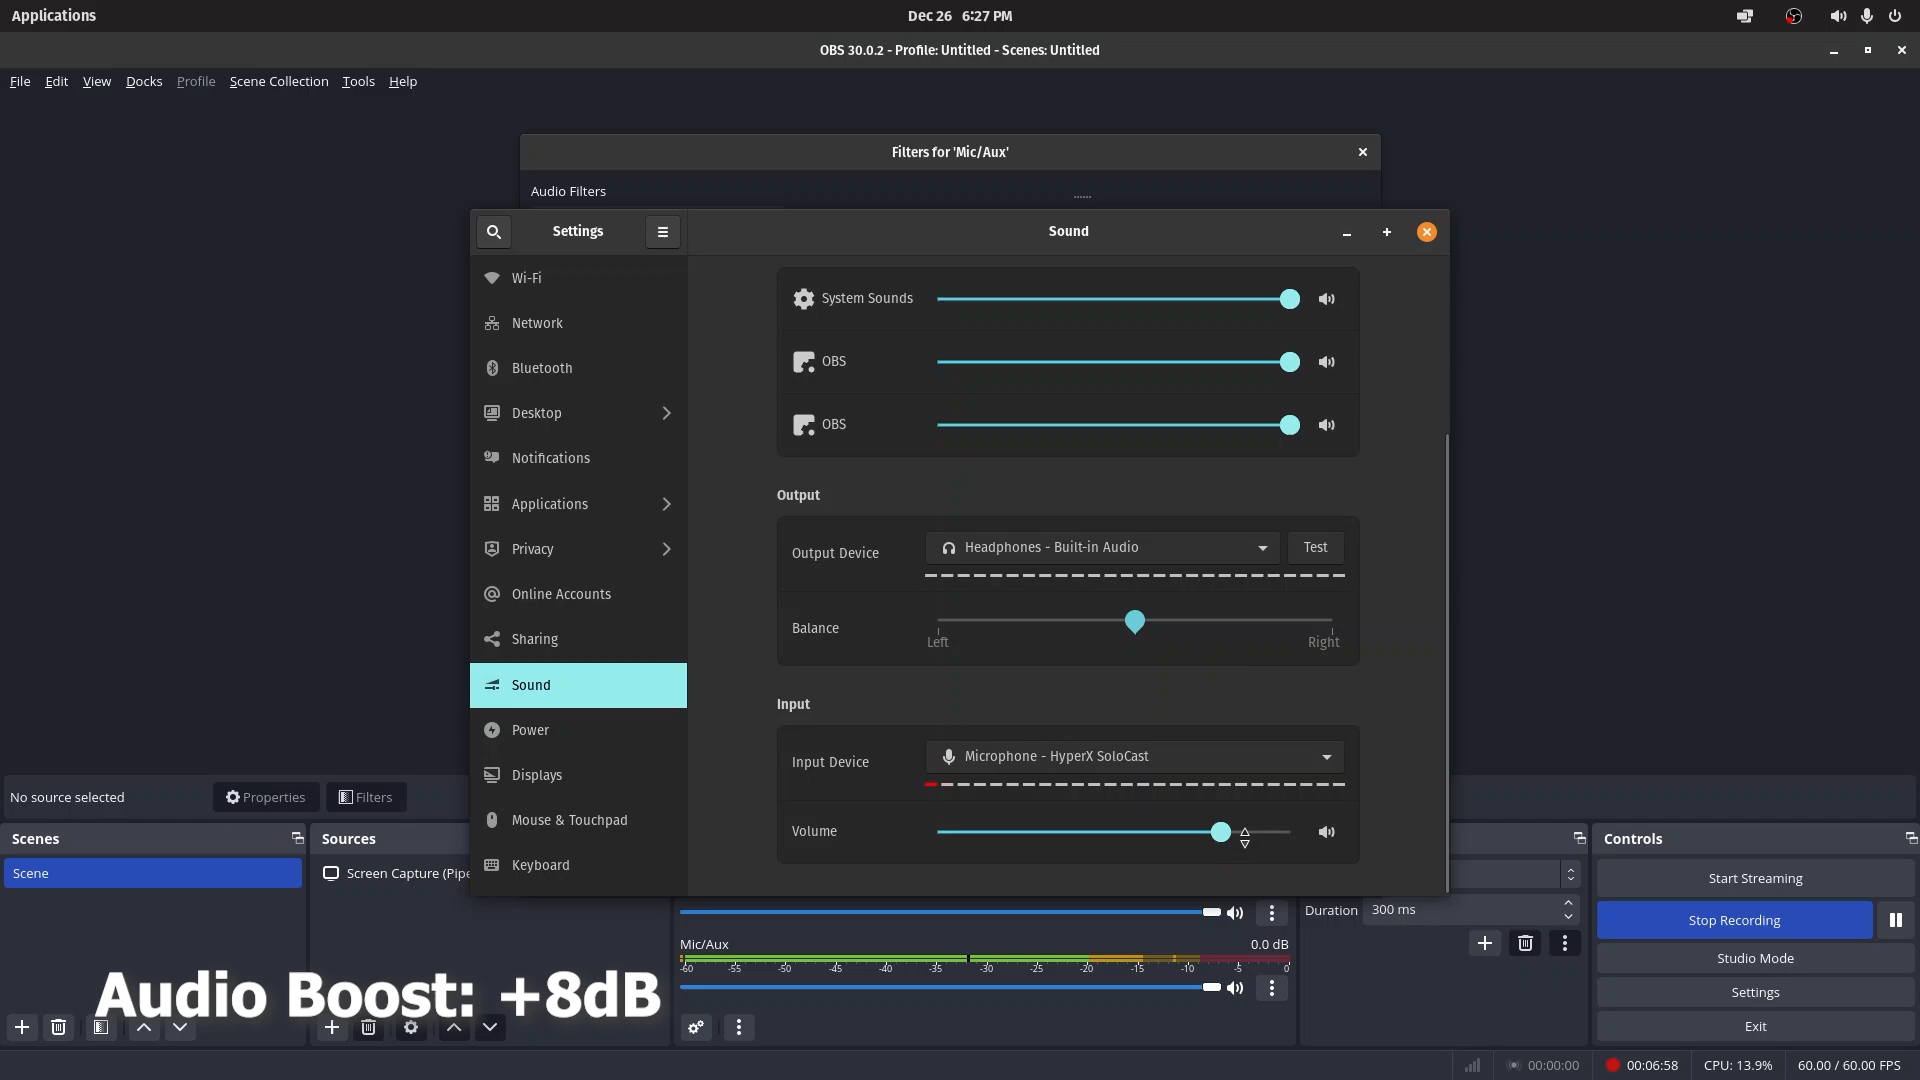 Applications
Dec 26 6:27 PM
OBS 30.0.2 - Profile: Untitled - Scenes: Untitled
File Edit View Docks Profile Scene Collection Tools Help
Filters for 'Mic/Aux'
Audio Filters
Settings
Sound
Wi-Fi
Network
Bluetooth
Desktop
Notifications
Applications
Privacy
Online Accounts
Sharing
Sound
Power
Displays
Mouse & Touchpad
Keyboard
System Sounds
OBS
OBS
Output
Output Device
Headphones - Built-in Audio
Test
Balance
Left
Right
Input
Input Device
Microphone - HyperX SoloCast
Volume
No source selected
Properties
Filters
Scenes
Scene
Sources
Screen Capture (Pipe
Mic/Aux
0.0 dB
-60 -55 -50 -45 -40 -35 -30 -25 -20 -15 -10 -5 0
Duration
300 ms
Controls
Start Streaming
Stop Recording
Studio Mode
Settings
Exit
Audio Boost: +8dB
00:00:00
00:06:58
CPU: 13.9%
60.00 / 60.00 FPS